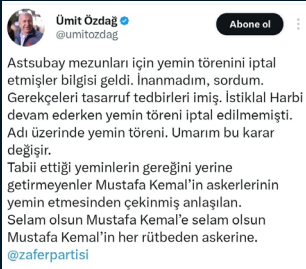 Ümit Özdağ
Abone ol
@umitozdag
Astsubay mezunları için yemin törenini iptal
etmişler bilgisi geldi. İnanmadım, sordum.
Gerekçeleri tasarruf tedbirleri imiş. İstiklal Harbi
devam ederken yemin töreni iptal edilmemişti.
Adı üzerinde yemin töreni. Umarım bu karar
değişir.
Tabii ettiği yeminlerin gereğini yerine
getirmeyenler Mustafa Kemal’in askerlerinin
yemin etmesinden çekinmiş anlaşılan.
Selam olsun Mustafa Kemal’e selam olsun
Mustafa Kemal’in her rütbeden askerine.
@zaferpartisi